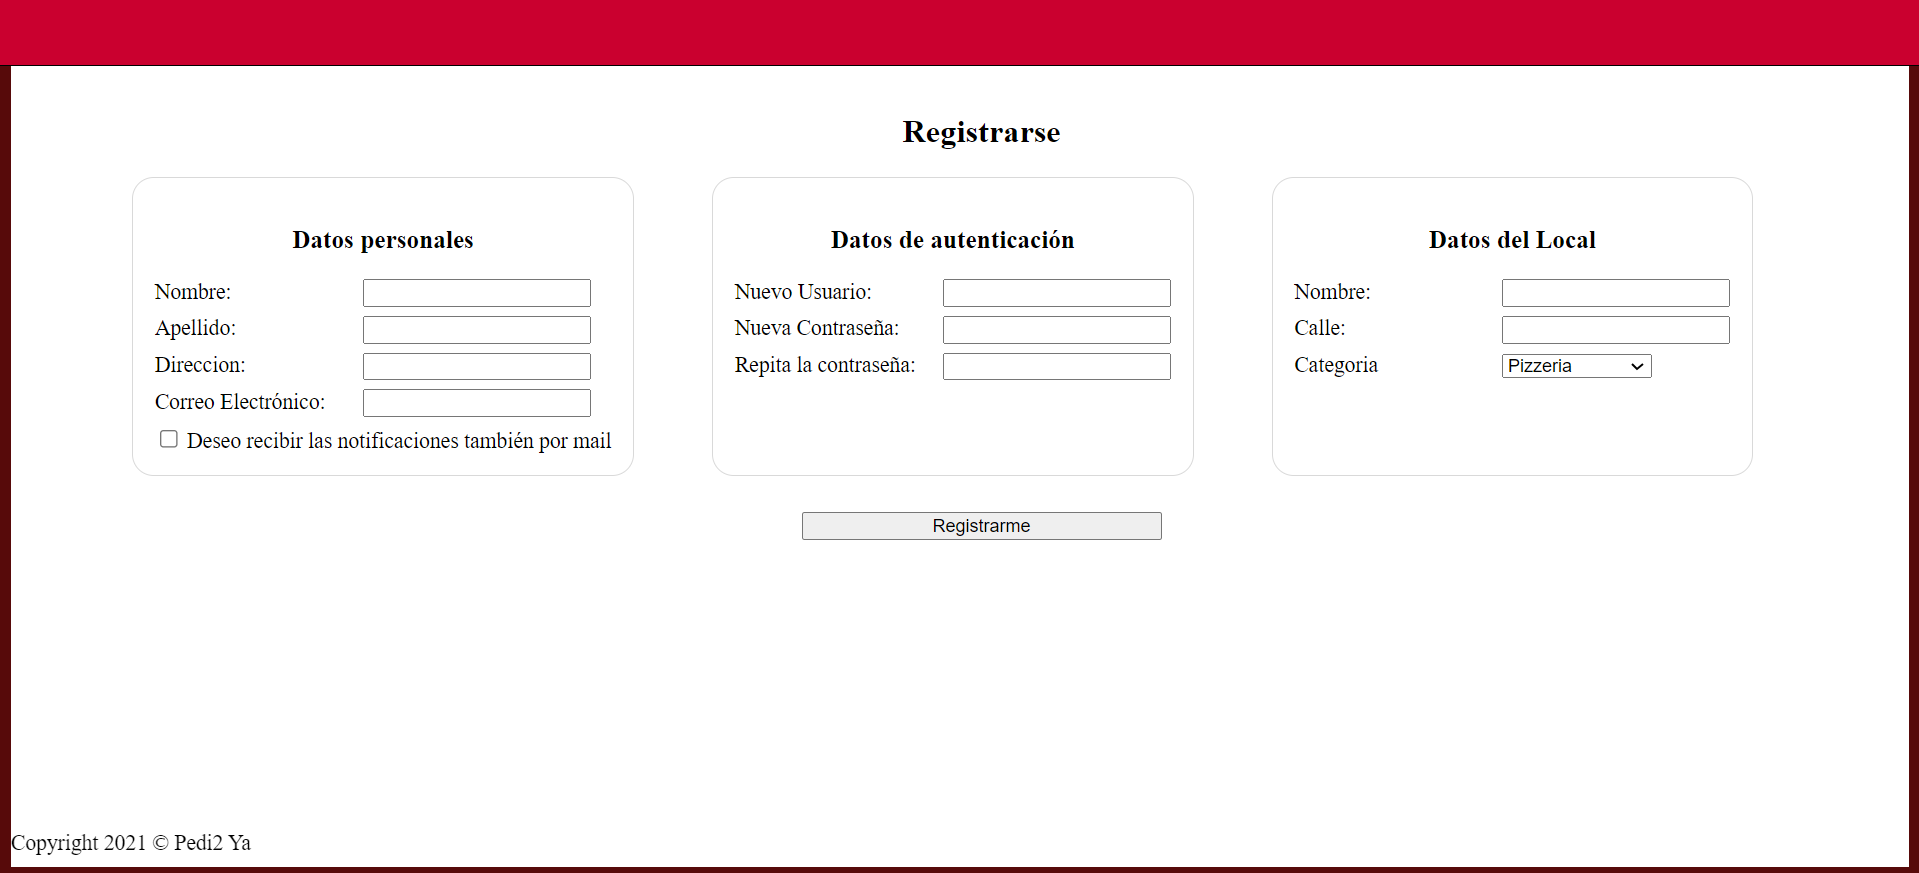 Registrarse
Datos personales
Nombre:
Apellido:
Direccion:
Correo Electrónico:
Deseo recibir las notificaciones también por mail
Datos de autenticación
Nuevo Usuario:
Nueva Contraseña:
Repita la contraseña:
Datos del Local
Nombre:
Calle:
Categoria
Pizzeria
Registrarme
Copyright 2021 © Pedi2 Ya